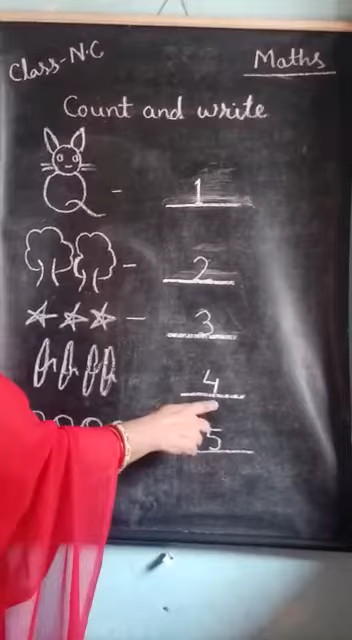 Class-N.C
Maths
Count and write
- 1
- 2
- 3
4
5